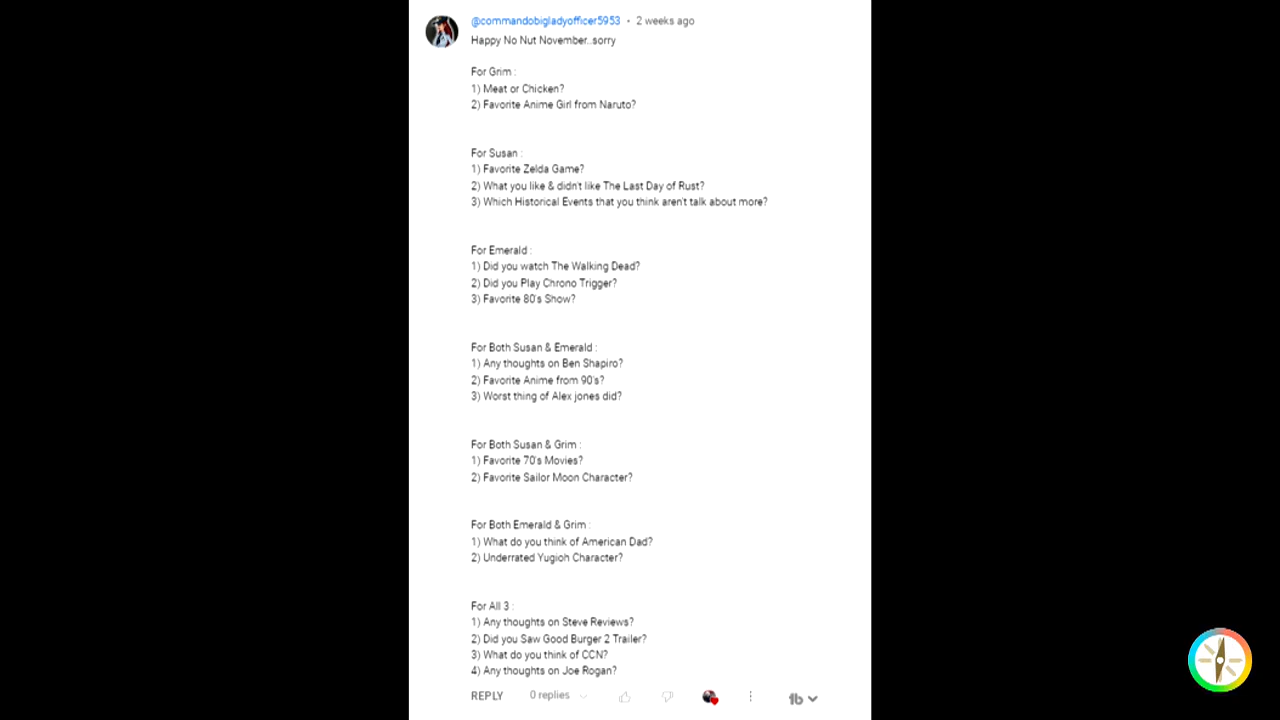 @commandobigladyofficer5953 • 2 weeks ago
Happy No Nut November..sorry
For Grim :
1) Meat or Chicken?
2) Favorite Anime Girl from Naruto?
For Susan :
1) Favorite Zelda Game?
2) What you like & didn't like The Last Day of Rust?
3) Which Historical Events that you think aren't talk about more?
For Emerald :
1) Did you watch The Walking Dead?
2) Did you Play Chrono Trigger?
3) Favorite 80's Show?
For Both Susan & Emerald :
1) Any thoughts on Ben Shapiro?
2) Favorite Anime from 90's?
3) Worst thing of Alex jones did?
For Both Susan & Grim :
1) Favorite 70's Movies?
2) Favorite Sailor Moon Character?
For Both Emerald & Grim :
1) What do you think of American Dad?
2) Underrated Yugioh Character?
For All 3 :
1) Any thoughts on Steve Reviews?
2) Did you Saw Good Burger 2 Trailer?
3) What do you think of CCN?
4) Any thoughts on Joe Rogan?
REPLY 0 replies